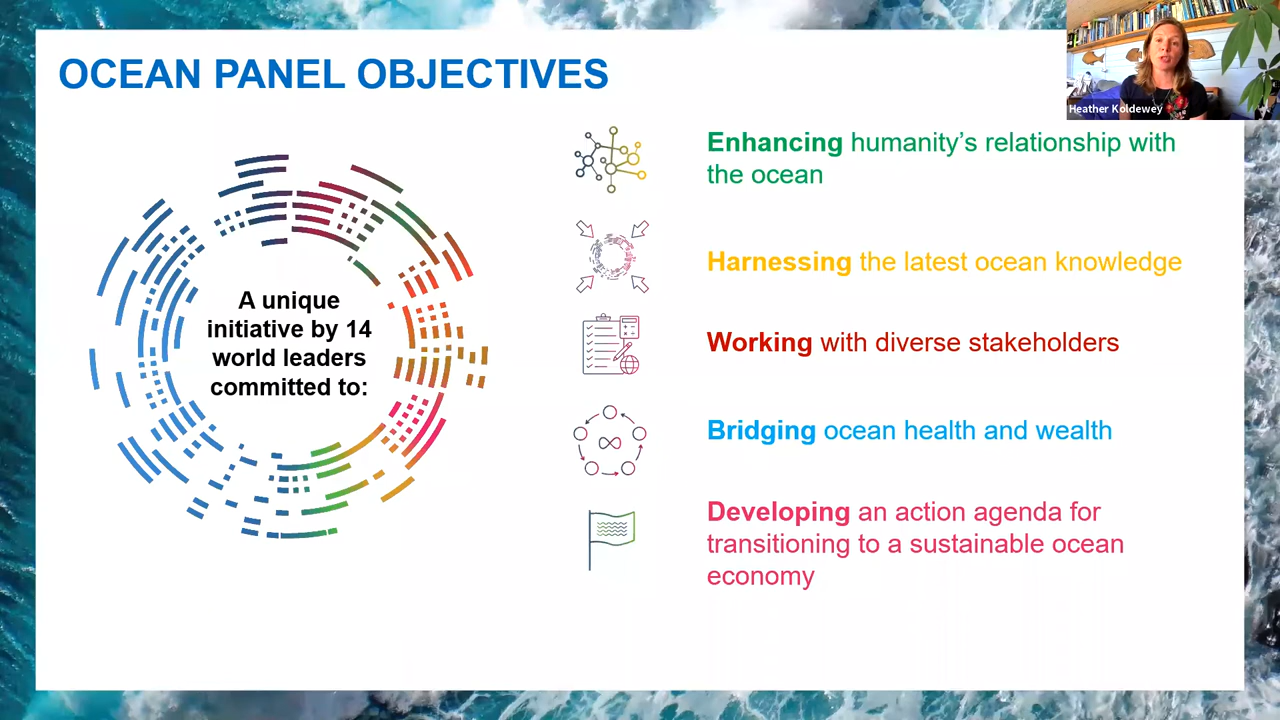 OCEAN PANEL OBJECTIVES
Heather Koldewey
A unique
initiative by 14
world leaders
committed to:
Enhancing humanity’s relationship with
the ocean
Harnessing the latest ocean knowledge
Working with diverse stakeholders
Bridging ocean health and wealth
Developing an action agenda for
transitioning to a sustainable ocean
economy